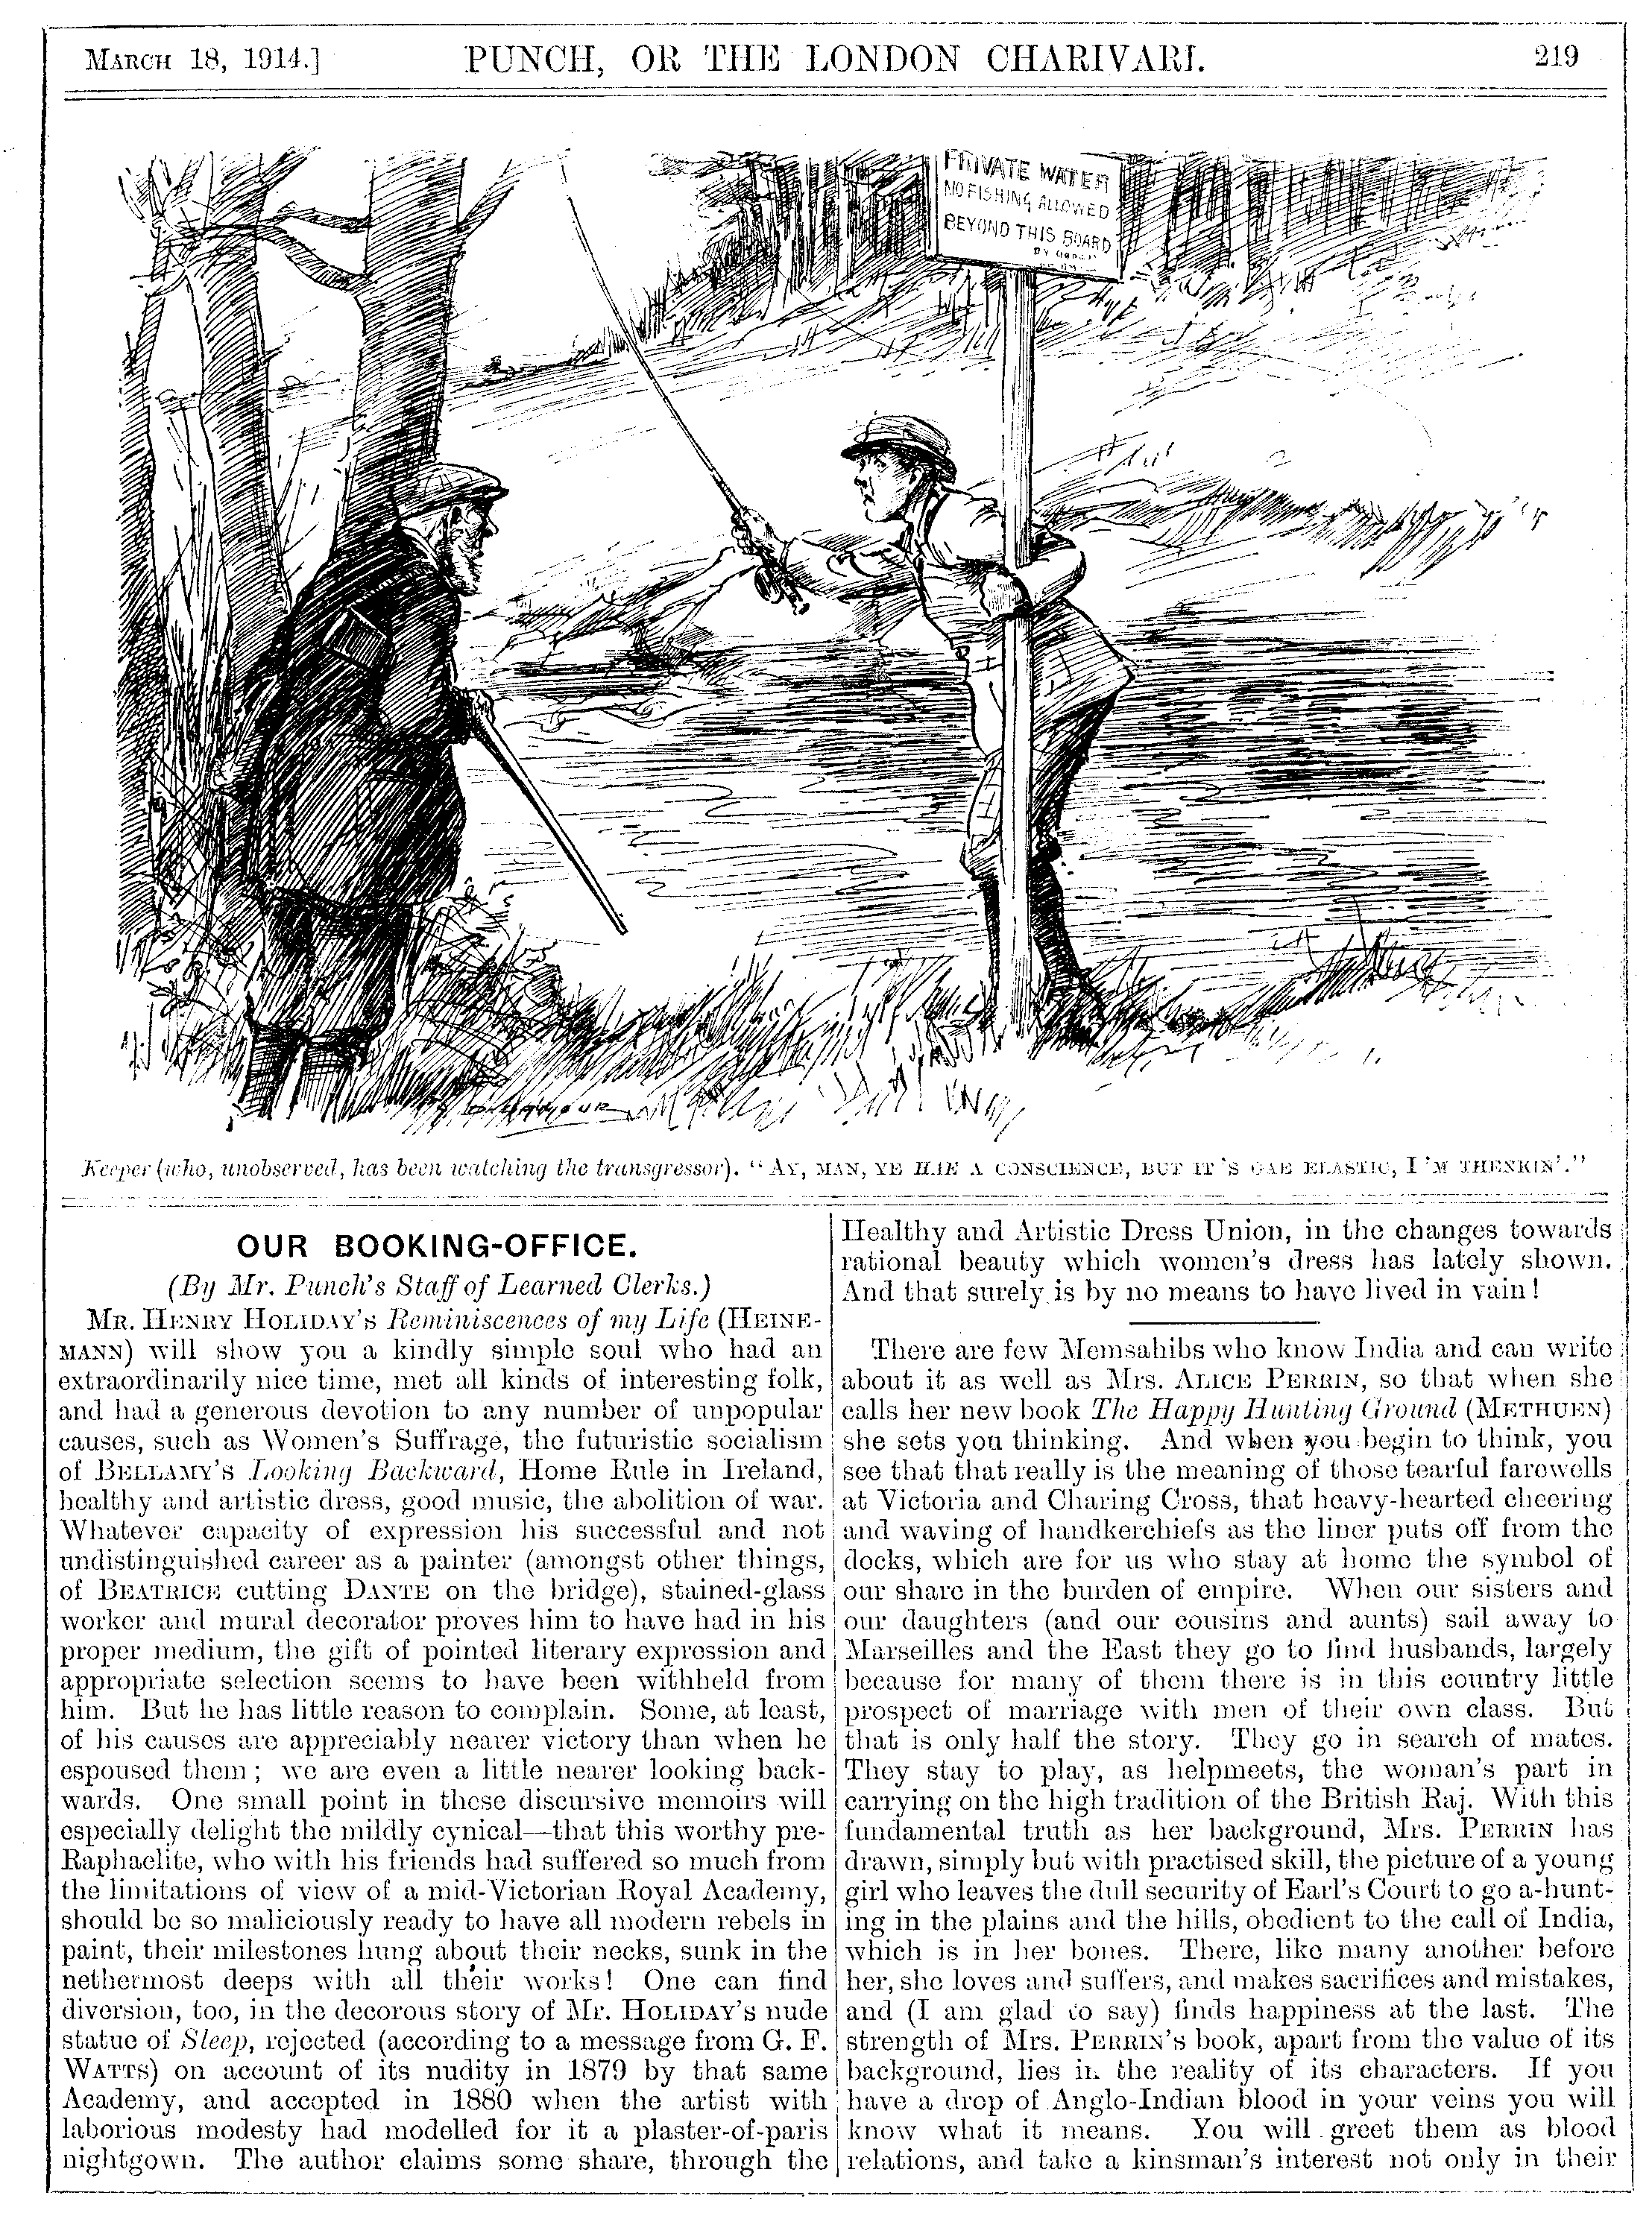 MARCH 18, 1914.] PUNCH, OR THE LONDON CHARIVARI. 219
PRIVATE WATER
NO FISHING ALLOWED
BEYOND THIS BOARD
BY
Keeper (who, unobserved, has been watching the transgressor). "AY, MAN, YE HAE A CONSCIENCE, BUT IT'S GAE ELASTIC, I'M THENKIN'."
OUR BOOKING-OFFICE.
(By Mr. Punch's Staff of Learned Clerks.)
MR. HENRY HOLIDAY'S Reminiscences of my Life (HEINE-
MANN) will show you a kindly simple soul who had an
extraordinarily nice time, met all kinds of interesting folk,
and had a generous devotion to any number of unpopular
causes, such as Women's Suffrage, the futuristic socialism
of BELLAMY'S Looking Backward, Home Rule in Ireland,
healthy and artistic dress, good music, the abolition of war.
Whatever capacity of expression his successful and not
undistinguished career as a painter (amongst other things,
of BEATRICE cutting DANTE on the bridge), stained-glass
worker and mural decorator proves him to have had in his
proper medium, the gift of pointed literary expression and
appropriate selection seems to have been withheld from
him. But he has little reason to complain. Some, at least,
of his causes are appreciably nearer victory than when he
espoused them; we are even a little nearer looking back-
wards. One small point in these discursive memoirs will
especially delight the mildly cynical—that this worthy pre-
Raphaelite, who with his friends had suffered so much from
the limitations of view of a mid-Victorian Royal Academy,
should be so maliciously ready to have all modern rebels in
paint, their milestones hung about their necks, sunk in the
nethermost deeps with all their works! One can find
diversion, too, in the decorous story of Mr. HOLIDAY'S nude
statue of Sleep, rejected (according to a message from G. F.
WATTS) on account of its nudity in 1879 by that same
Academy, and accepted in 1880 when the artist with
laborious modesty had modelled for it a plaster-of-paris
nightgown. The author claims some share, through the
Healthy and Artistic Dress Union, in the changes towards
rational beauty which women's dress has lately shown.
And that surely is by no means to have lived in vain!
There are few Memsahibs who know India and can write
about it as well as Mrs. ALICE PERRIN, so that when she
calls her new book The Happy Hunting Ground (METHUEN)
she sets you thinking. And when you begin to think, you
see that that really is the meaning of those tearful farewells
at Victoria and Charing Cross, that heavy-hearted cheering
and waving of handkerchiefs as the liner puts off from the
docks, which are for us who stay at home the symbol of
our share in the burden of empire. When our sisters and
our daughters (and our cousins and aunts) sail away to
Marseilles and the East they go to find husbands, largely
because for many of them there is in this country little
prospect of marriage with men of their own class. But
that is only half the story. They go in search of mates.
They stay to play, as helpmeets, the woman's part in
carrying on the high tradition of the British Raj. With this
fundamental truth as her background, Mrs. PERRIN has
drawn, simply but with practised skill, the picture of a young
girl who leaves the dull security of Earl's Court to go a-hunt-
ing in the plains and the hills, obedient to the call of India,
which is in her bones. There, like many another before
her, she loves and suffers, and makes sacrifices and mistakes,
and (I am glad to say) finds happiness at the last. The
strength of Mrs. PERRIN'S book, apart from the value of its
background, lies in the reality of its characters. If you
have a drop of Anglo-Indian blood in your veins you will
know what it means. You will greet them as blood
relations, and take a kinsman's interest not only in their